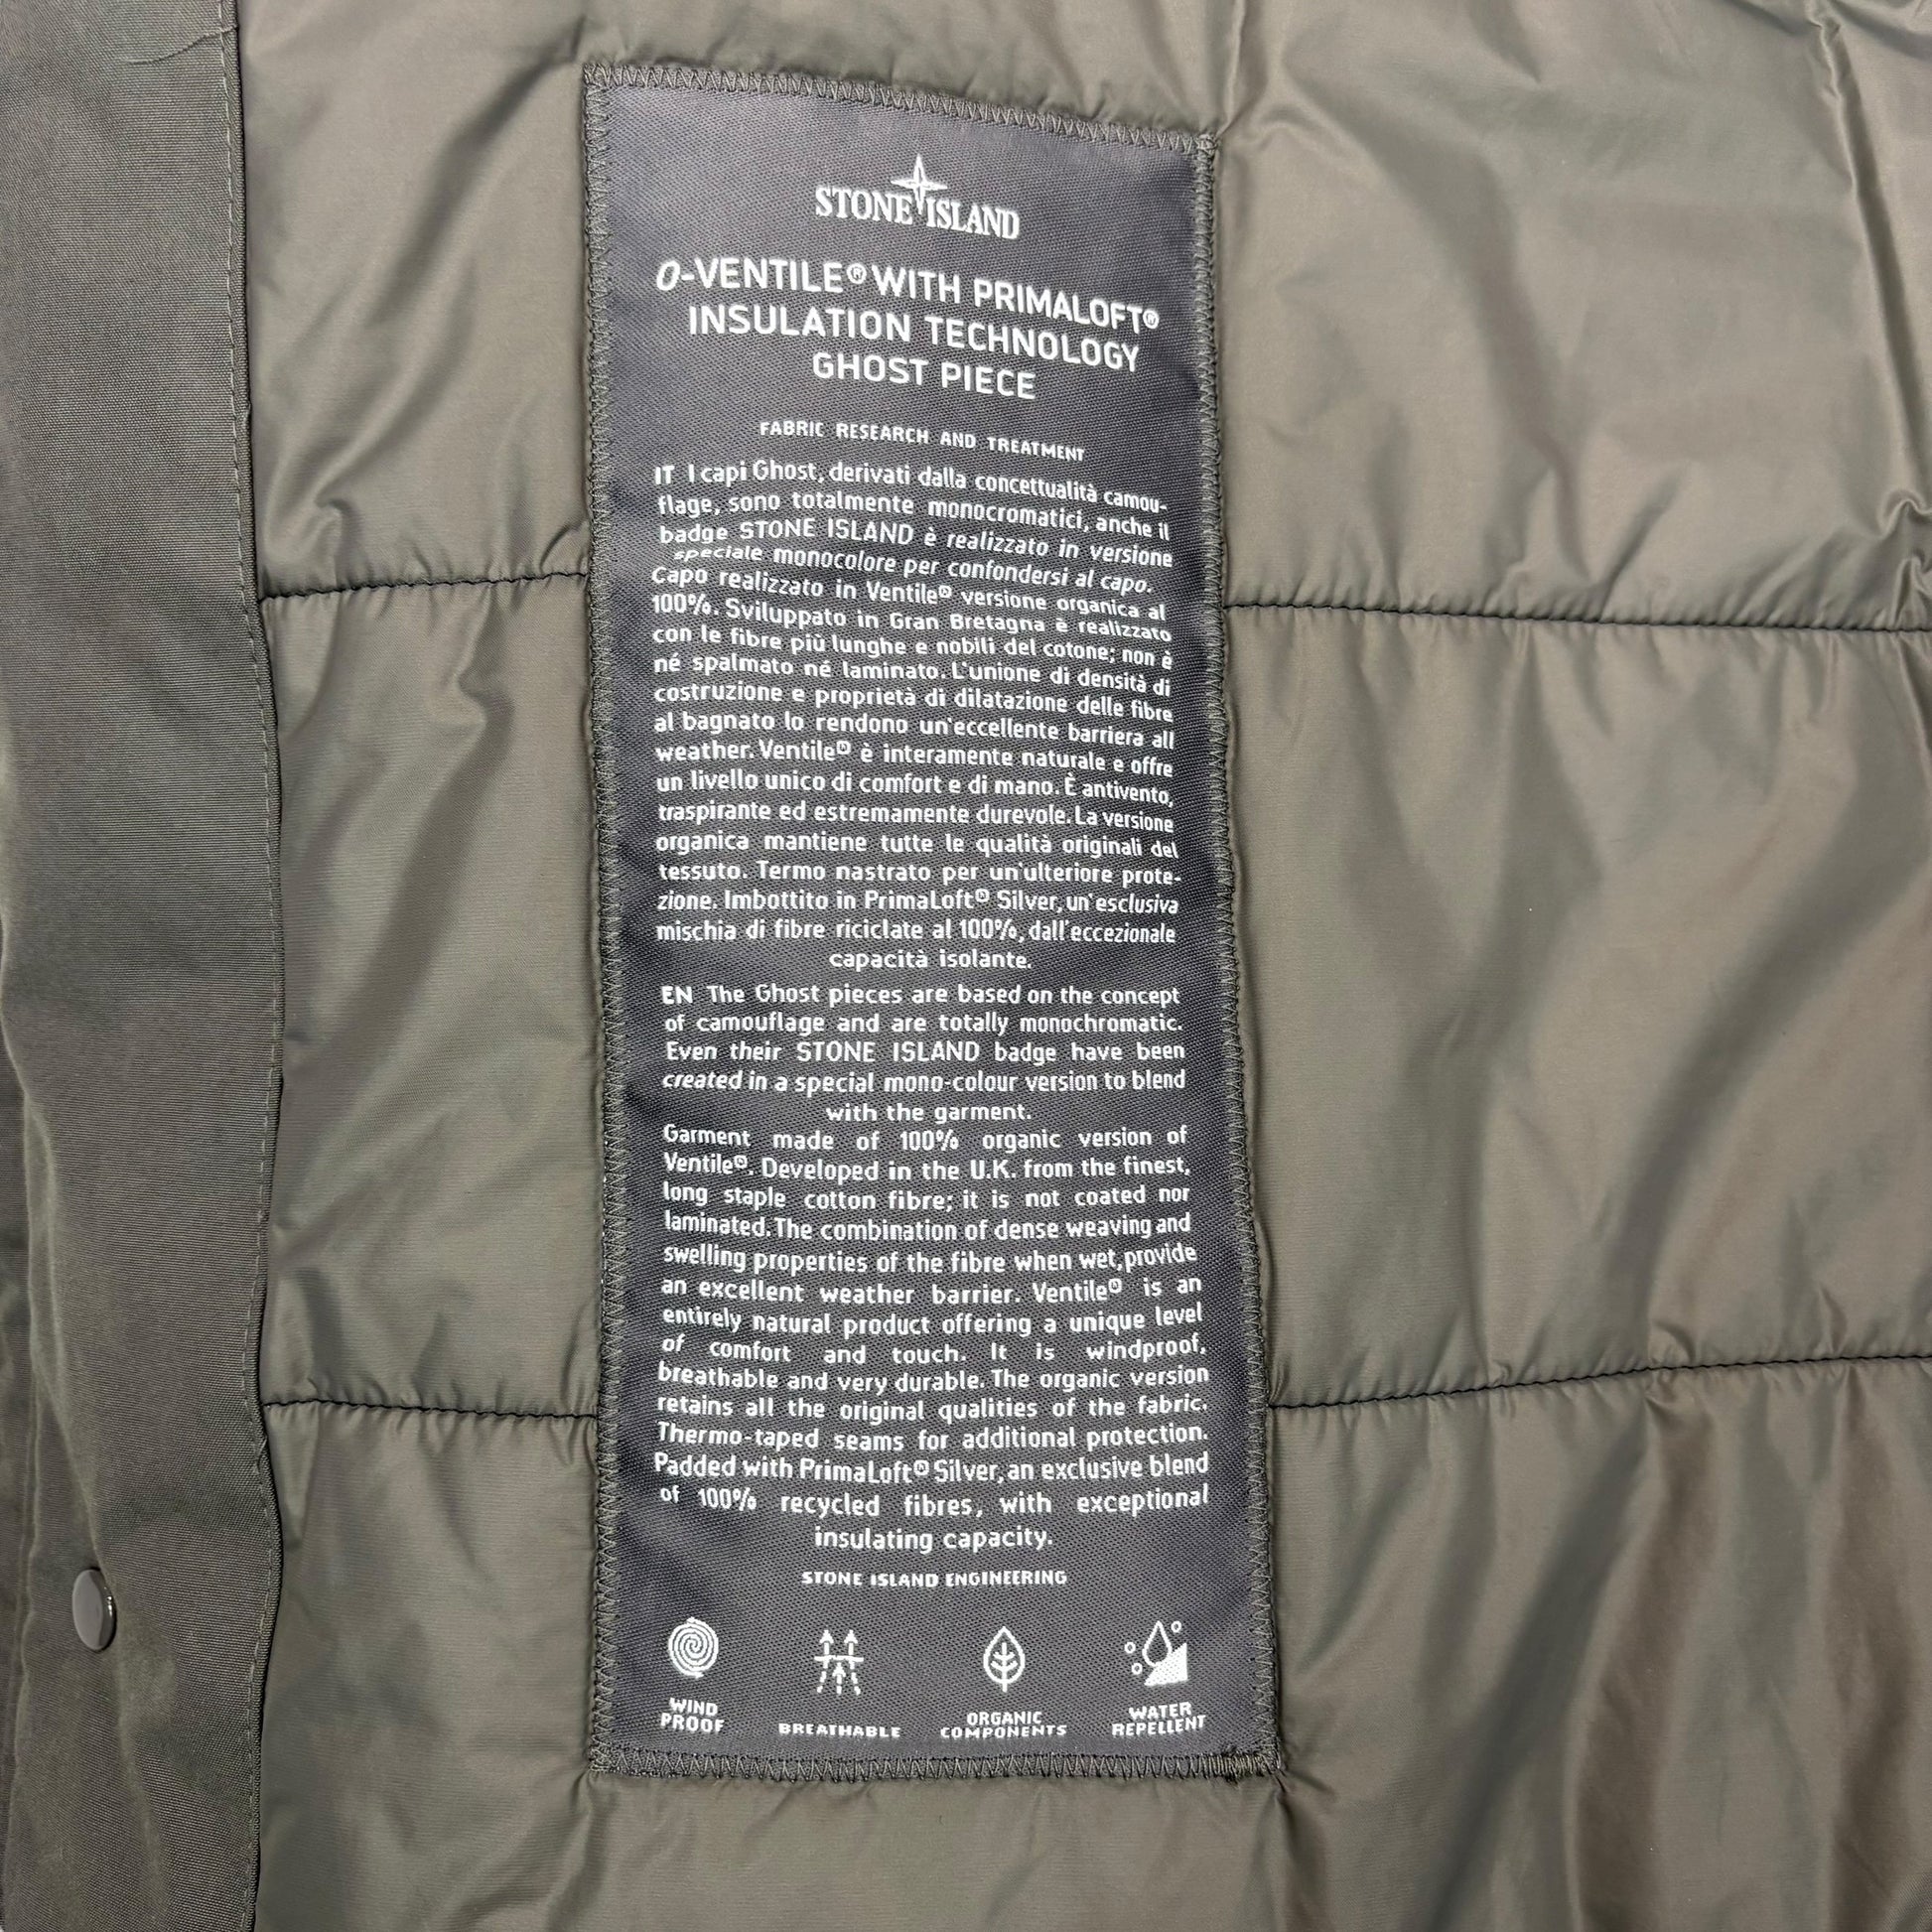 STONE ISLAND
O-VENTILE® WITH PRIMALOFT®
INSULATION TECHNOLOGY
GHOST PIECE
FABRIC RESEARCH AND TREATMENT
IT I capi Ghost, derivati dalla concettualità camou-
flage, sono totalmente monocromatici, anche il
badge STONE ISLAND è realizzato in versione
speciale monocolore per confondersi al capo.
Capo realizzato in Ventile® versione organica al
100%. Sviluppato in Gran Bretagna è realizzato
con le fibre più lunghe e nobili del cotone; non è
né spalmato né laminato. L'unione di densità di
costruzione e proprietà di dilatazione delle fibre
al bagnato lo rendono un'eccellente barriera all
weather. Ventile® è interamente naturale e offre
un livello unico di comfort e di mano. È antivento,
traspirante ed estremamente durevole. La versione
organica mantiene tutte le qualità originali del
tessuto. Termo nastrato per un'ulteriore prote-
zione. Imbottito in PrimaLoft® Silver, un'esclusiva
mischia di fibre riciclate al 100%, dall'eccezionale
capacità isolante.
EN The Ghost pieces are based on the concept
of camouflage and are totally monochromatic.
Even their STONE ISLAND badge have been
created in a special mono-colour version to blend
with the garment.
Garment made of 100% organic version of
Ventile®. Developed in the U.K. from the finest,
long staple cotton fibre; it is not coated nor
laminated. The combination of dense weaving and
swelling properties of the fibre when wet, provide
an excellent weather barrier. Ventile® is an
entirely natural product offering a unique level
of comfort and touch. It is windproof,
breathable and very durable. The organic version
retains all the original qualities of the fabric.
Thermo-taped seams for additional protection.
Padded with PrimaLoft® Silver, an exclusive blend
of 100% recycled fibres, with exceptional
insulating capacity.
STONE ISLAND ENGINEERING
WIND
PROOF
BREATHABLE
ORGANIC
COMPONENTS
WATER
REPELLENT